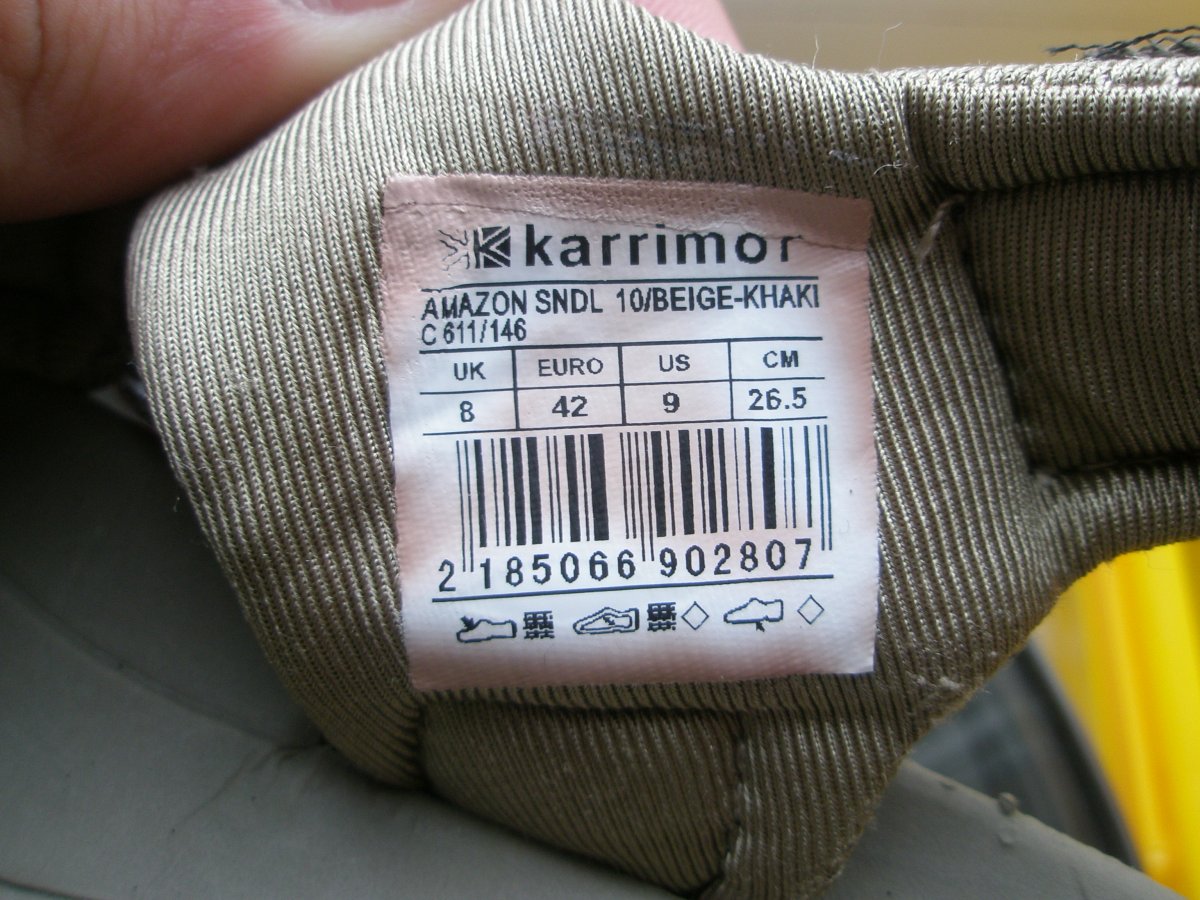 karrimor
AMAZON SNDL 10/BEIGE-KHAKI
C 611/146
UK EURO US CM
8 42 9 26.5
2 185066 902807